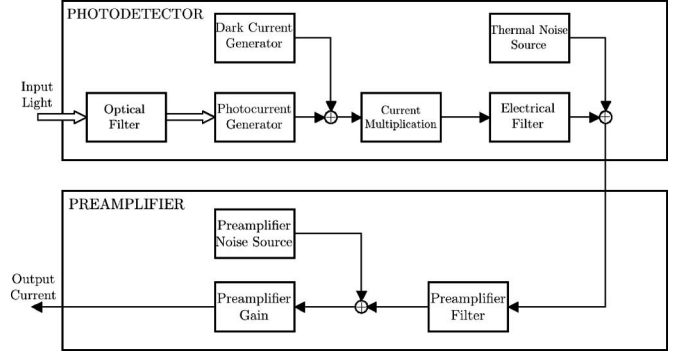 PHOTODETECTOR
Dark Current
Generator
Thermal Noise
Source
Input
Light
Optical
Filter
Photocurrent
Generator
Current
Multiplication
Electrical
Filter
PREAMPLIFIER
Preamplifier
Noise Source
Output
Current
Preamplifier
Gain
Preamplifier
Filter